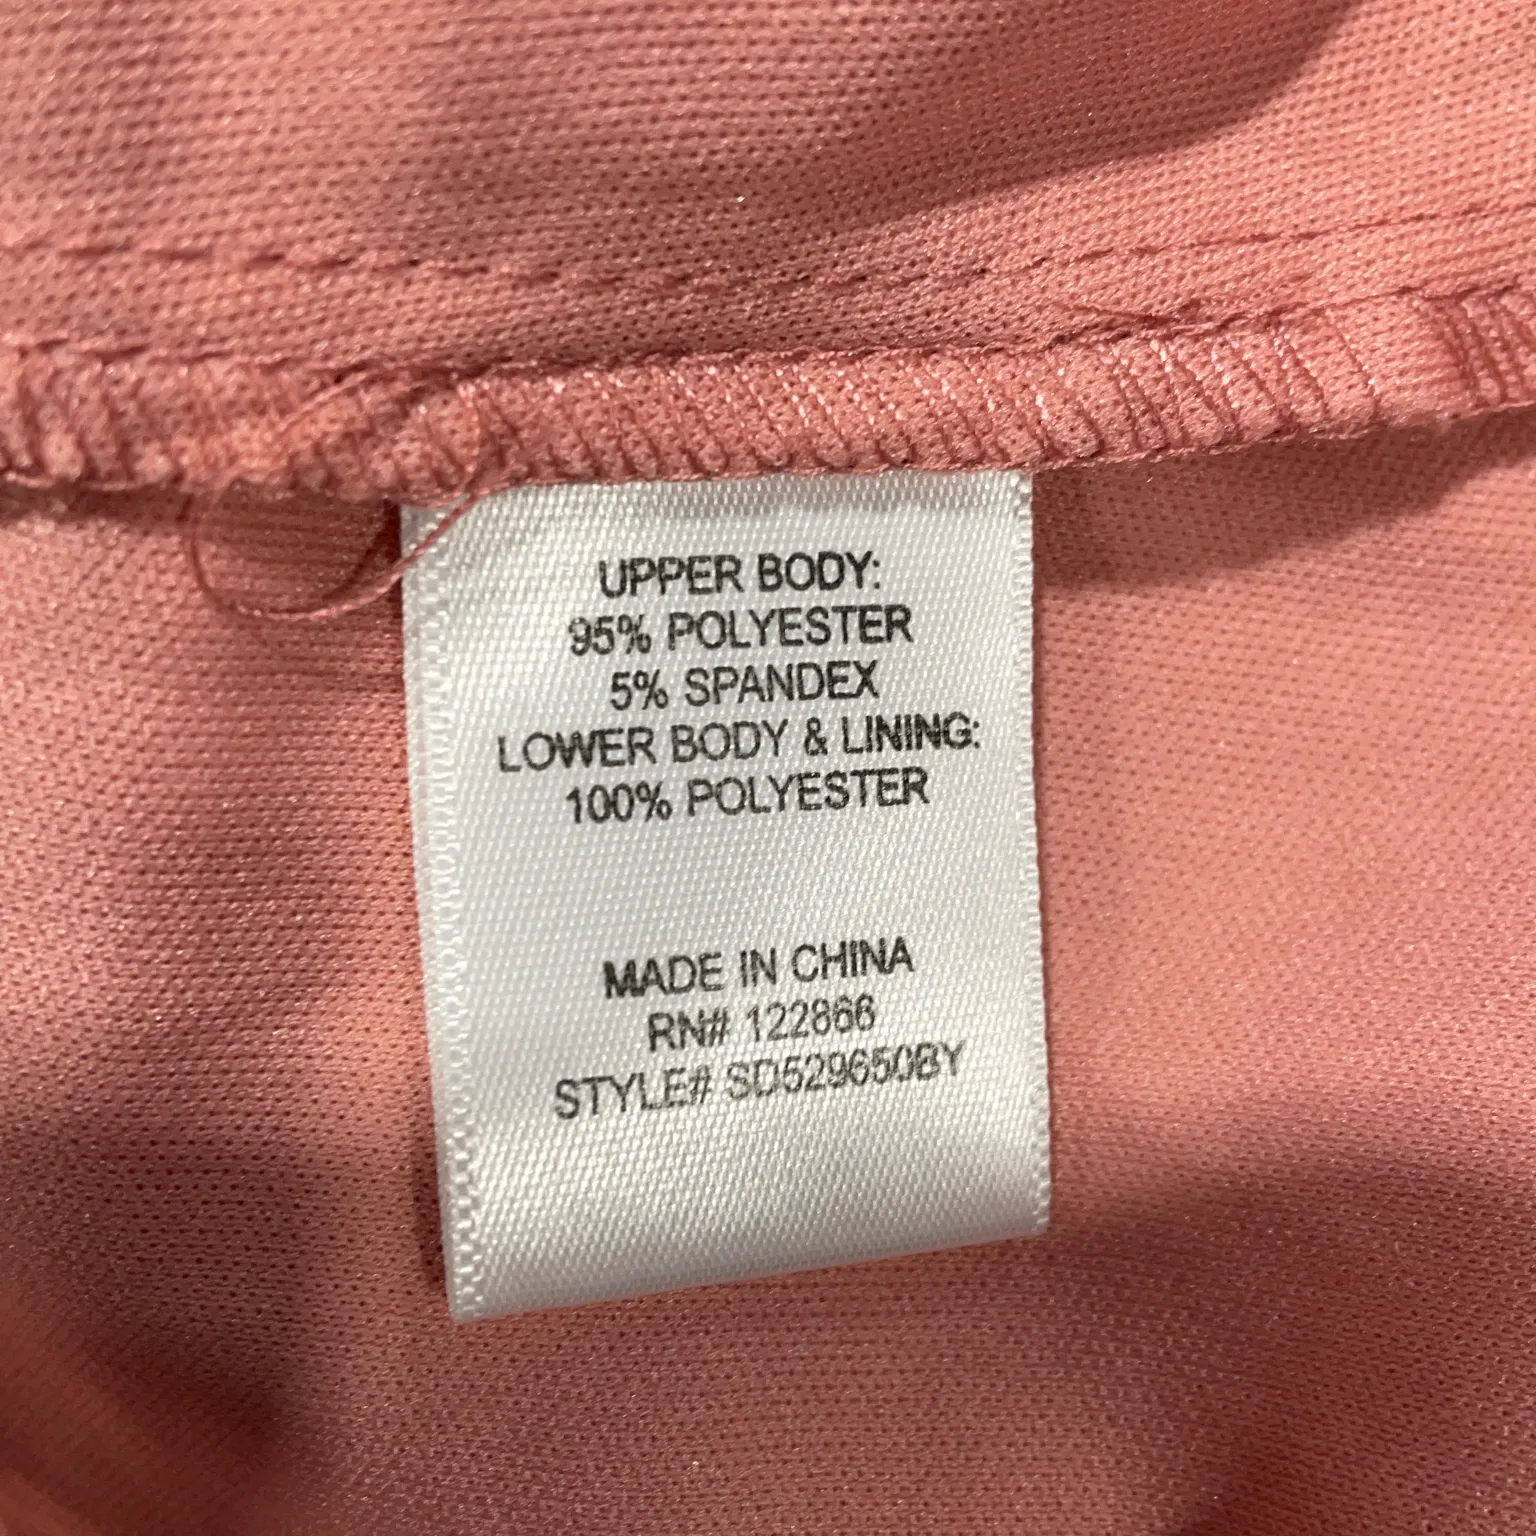 UPPER BODY:
95% POLYESTER
5% SPANDEX
LOWER BODY & LINING:
100% POLYESTER
MADE IN CHINA
RN# 122866
STYLE# SD529650BY